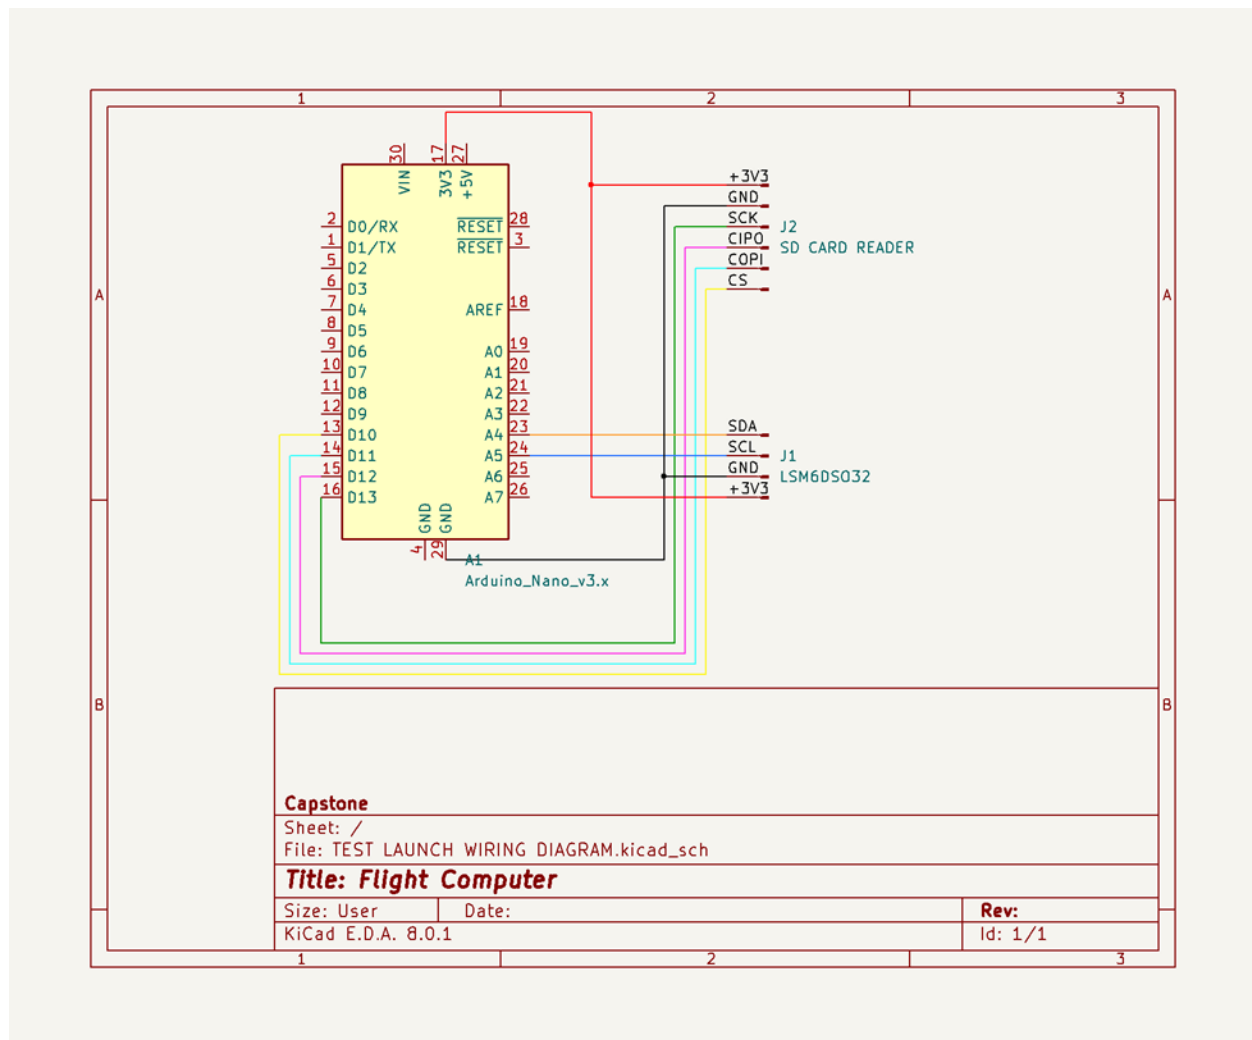 1 2 3
30 17 27
VIN 3V3 +5V
2 D0/RX RESET 28
1 D1/TX RESET 3
5 D2
6 D3
7 D4 AREF 18
8 D5
9 D6 A0 19
10 D7 A1 20
11 D8 A2 21
12 D9 A3 22
13 D10 A4 23
14 D11 A5 24
15 D12 A6 25
16 D13 A7 26
GND GND
4 29
A1
Arduino_Nano_v3.x
+3V3
GND
SCK J2
CIPO SD CARD READER
COPI
CS
SDA
SCL J1
GND LSM6DSO32
+3V3
A A
B B
Capstone
Sheet: /
File: TEST LAUNCH WIRING DIAGRAM.kicad_sch
Title: Flight Computer
Size: User Date: Rev:
KiCad E.D.A. 8.0.1 Id: 1/1
1 2 3